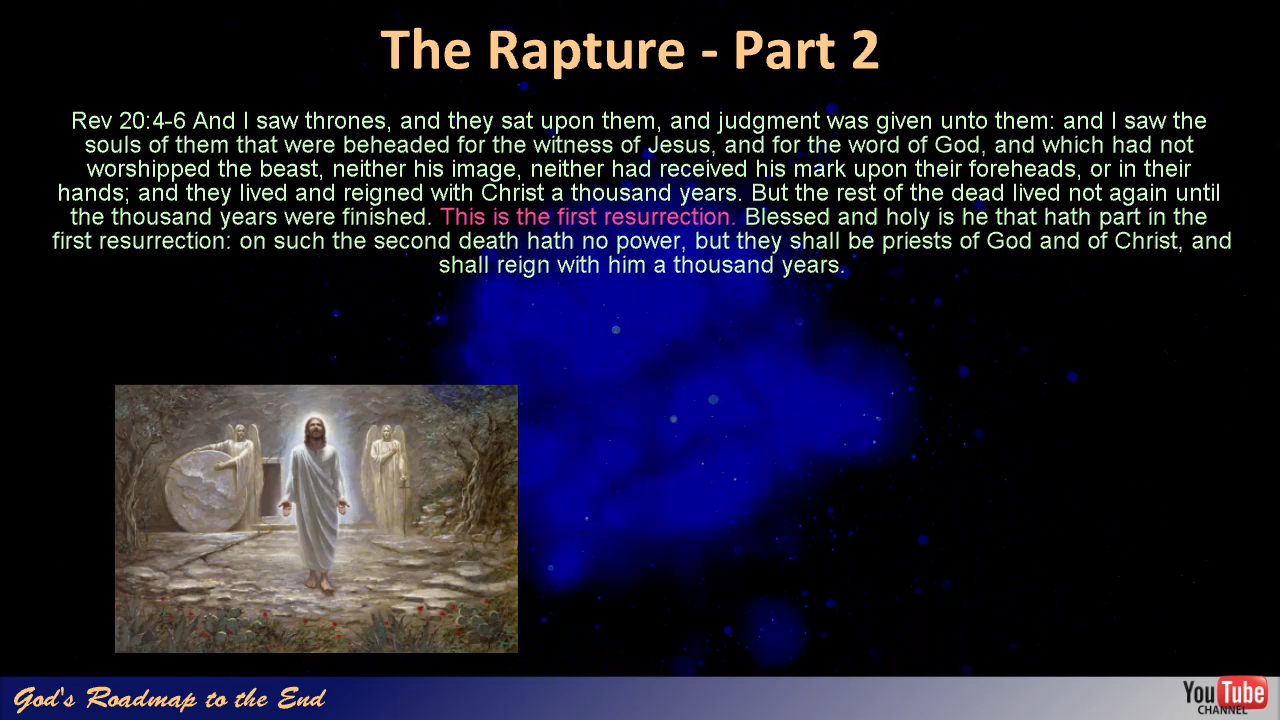 The Rapture - Part 2
Rev 20:4-6 And I saw thrones, and they sat upon them, and judgment was given unto them: and I saw the
souls of them that were beheaded for the witness of Jesus, and for the word of God, and which had not
worshipped the beast, neither his image, neither had received his mark upon their foreheads, or in their
hands; and they lived and reigned with Christ a thousand years. But the rest of the dead lived not again until
the thousand years were finished. This is the first resurrection. Blessed and holy is he that hath part in the
first resurrection: on such the second death hath no power, but they shall be priests of God and of Christ, and
shall reign with him a thousand years.
God's Roadmap to the End
YouTube
CHANNEL